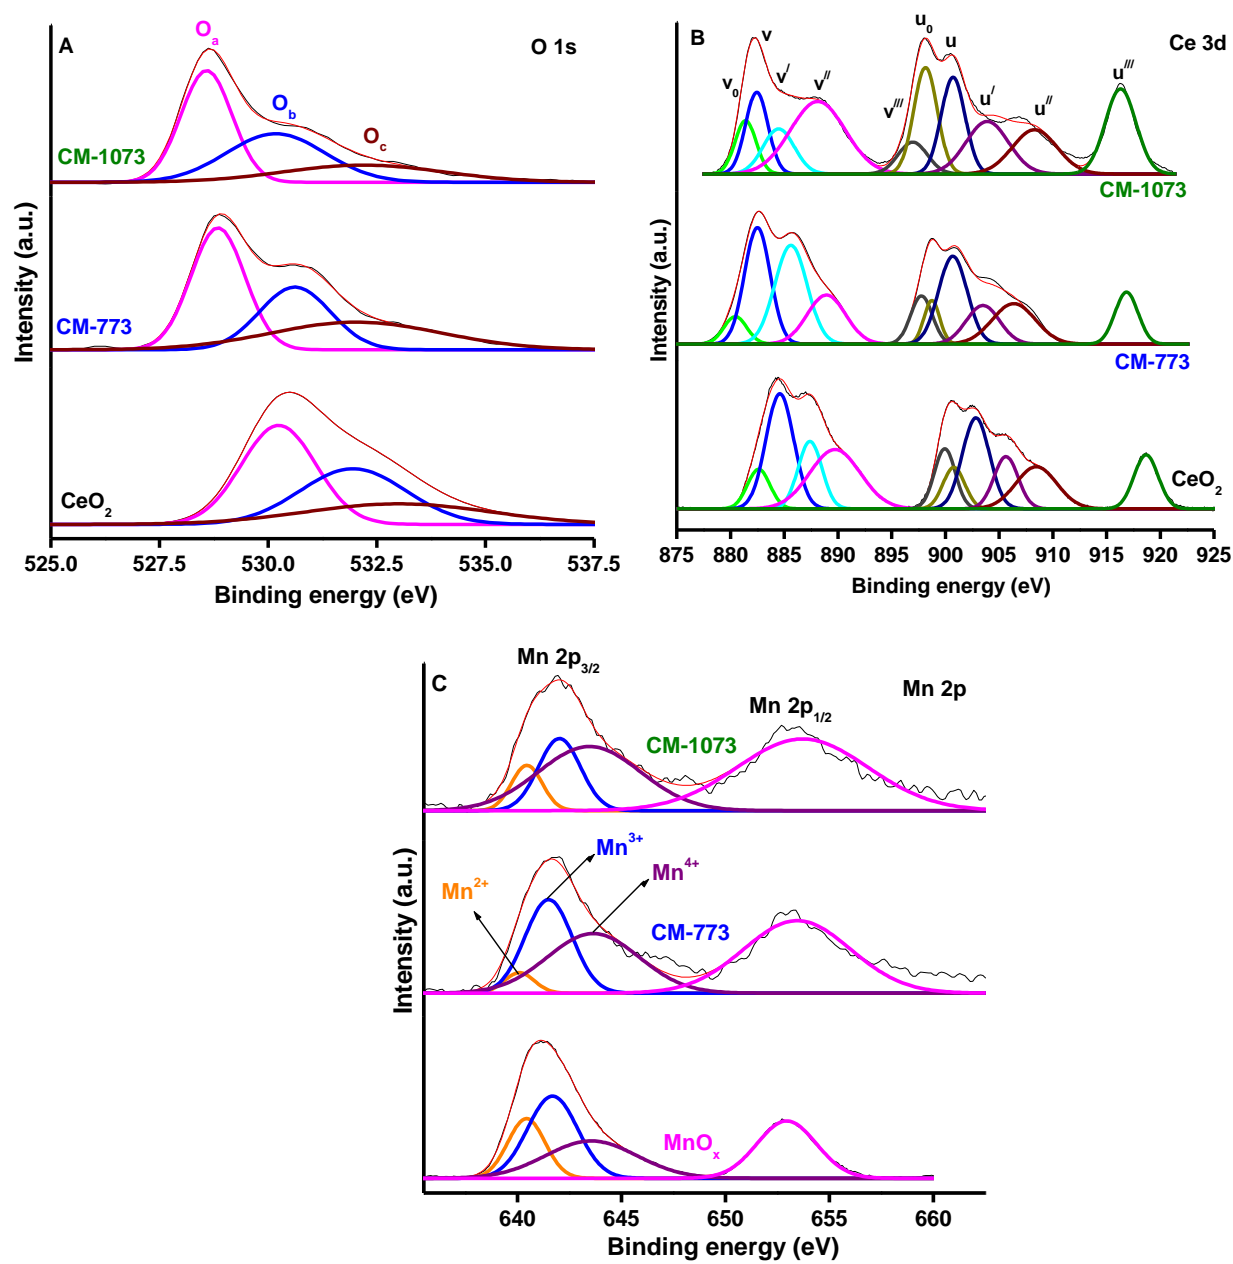 A
O 1s
Oa
Ob
Oc
CM-1073
CM-773
CeO2
Intensity (a.u.)
525.0 527.5 530.0 532.5 535.0 537.5
Binding energy (eV)
B
Ce 3d
v0 v v/ v// v/// u0 u u/ u// u///
CM-1073
CM-773
CeO2
Intensity (a.u.)
875 880 885 890 895 900 905 910 915 920 925
Binding energy (eV)
C
Mn 2p3/2
Mn 2p
Mn 2p1/2
CM-1073
Mn3+
Mn4+
Mn2+
CM-773
MnOx
Intensity (a.u.)
640 645 650 655 660
Binding energy (eV)